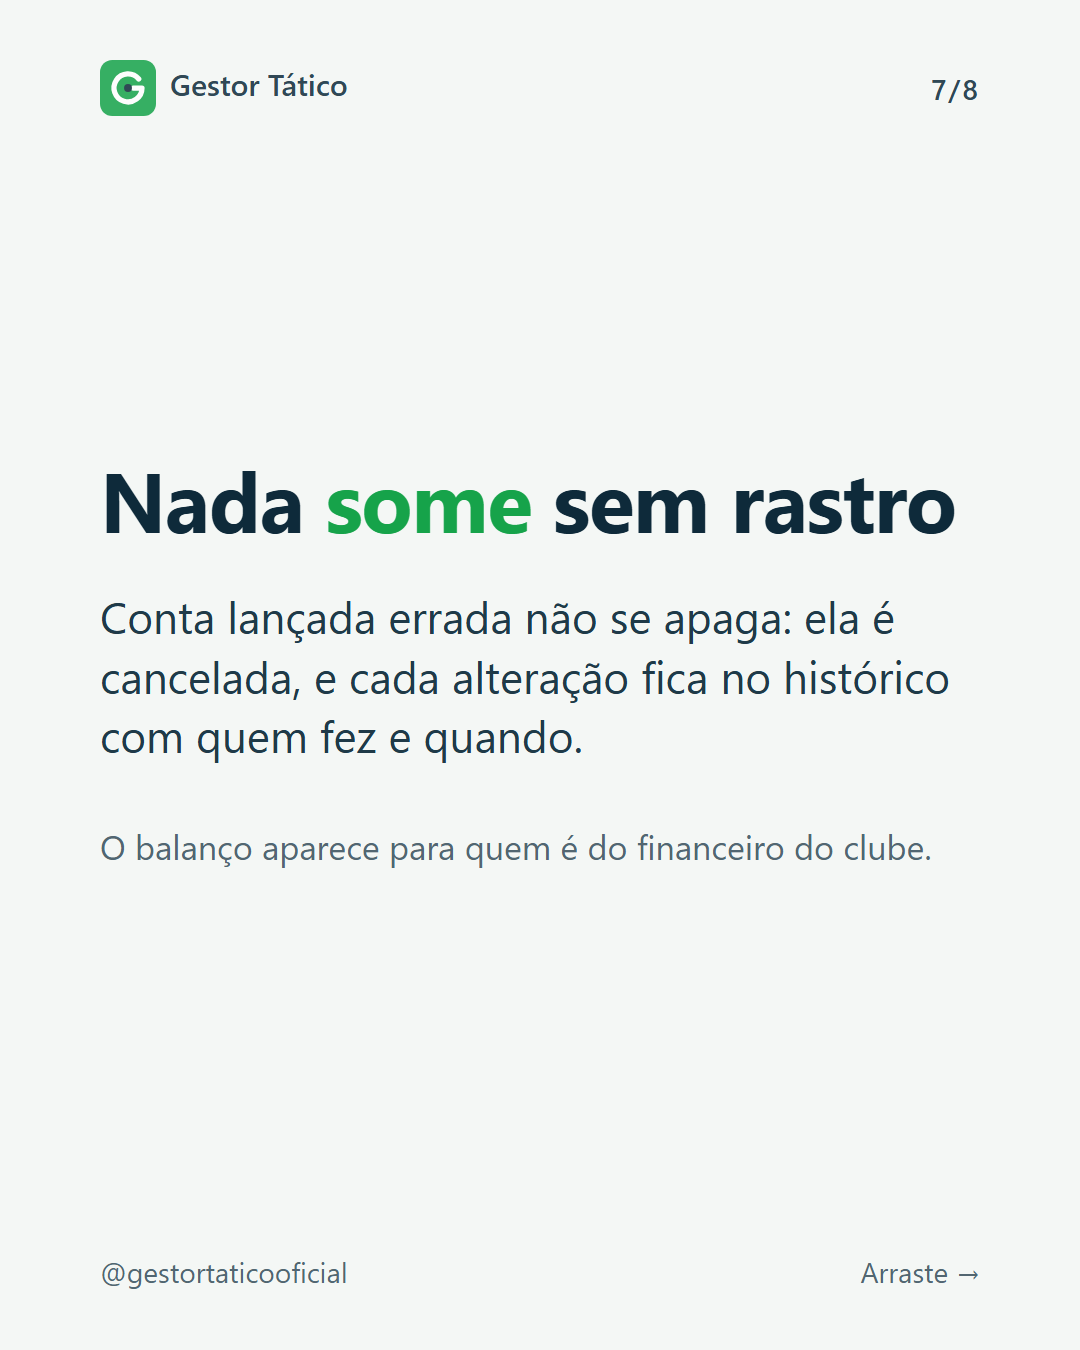 Gestor Tático
7/8
Nada some sem rastro
Conta lançada errada não se apaga: ela é
cancelada, e cada alteração fica no histórico
com quem fez e quando.
O balanço aparece para quem é do financeiro do clube.
@gestortaticooficial
Arraste →